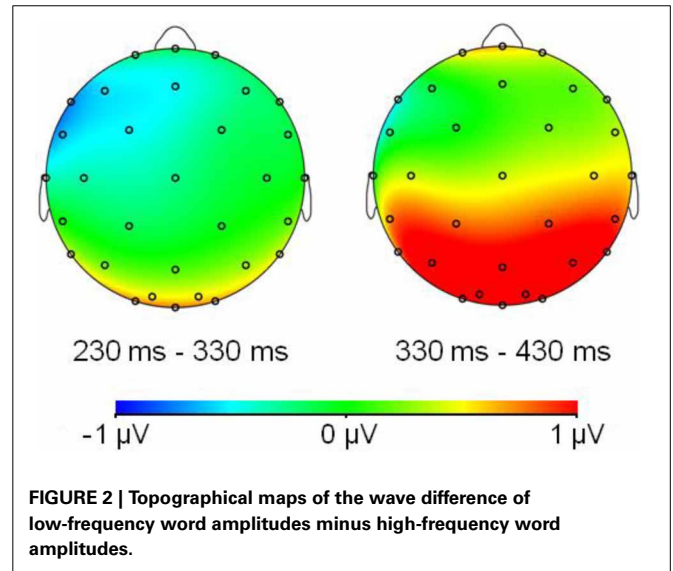 230 ms - 330 ms
330 ms - 430 ms
-1 µV
0 µV
1 µV
FIGURE 2 | Topographical maps of the wave difference of
low-frequency word amplitudes minus high-frequency word
amplitudes.